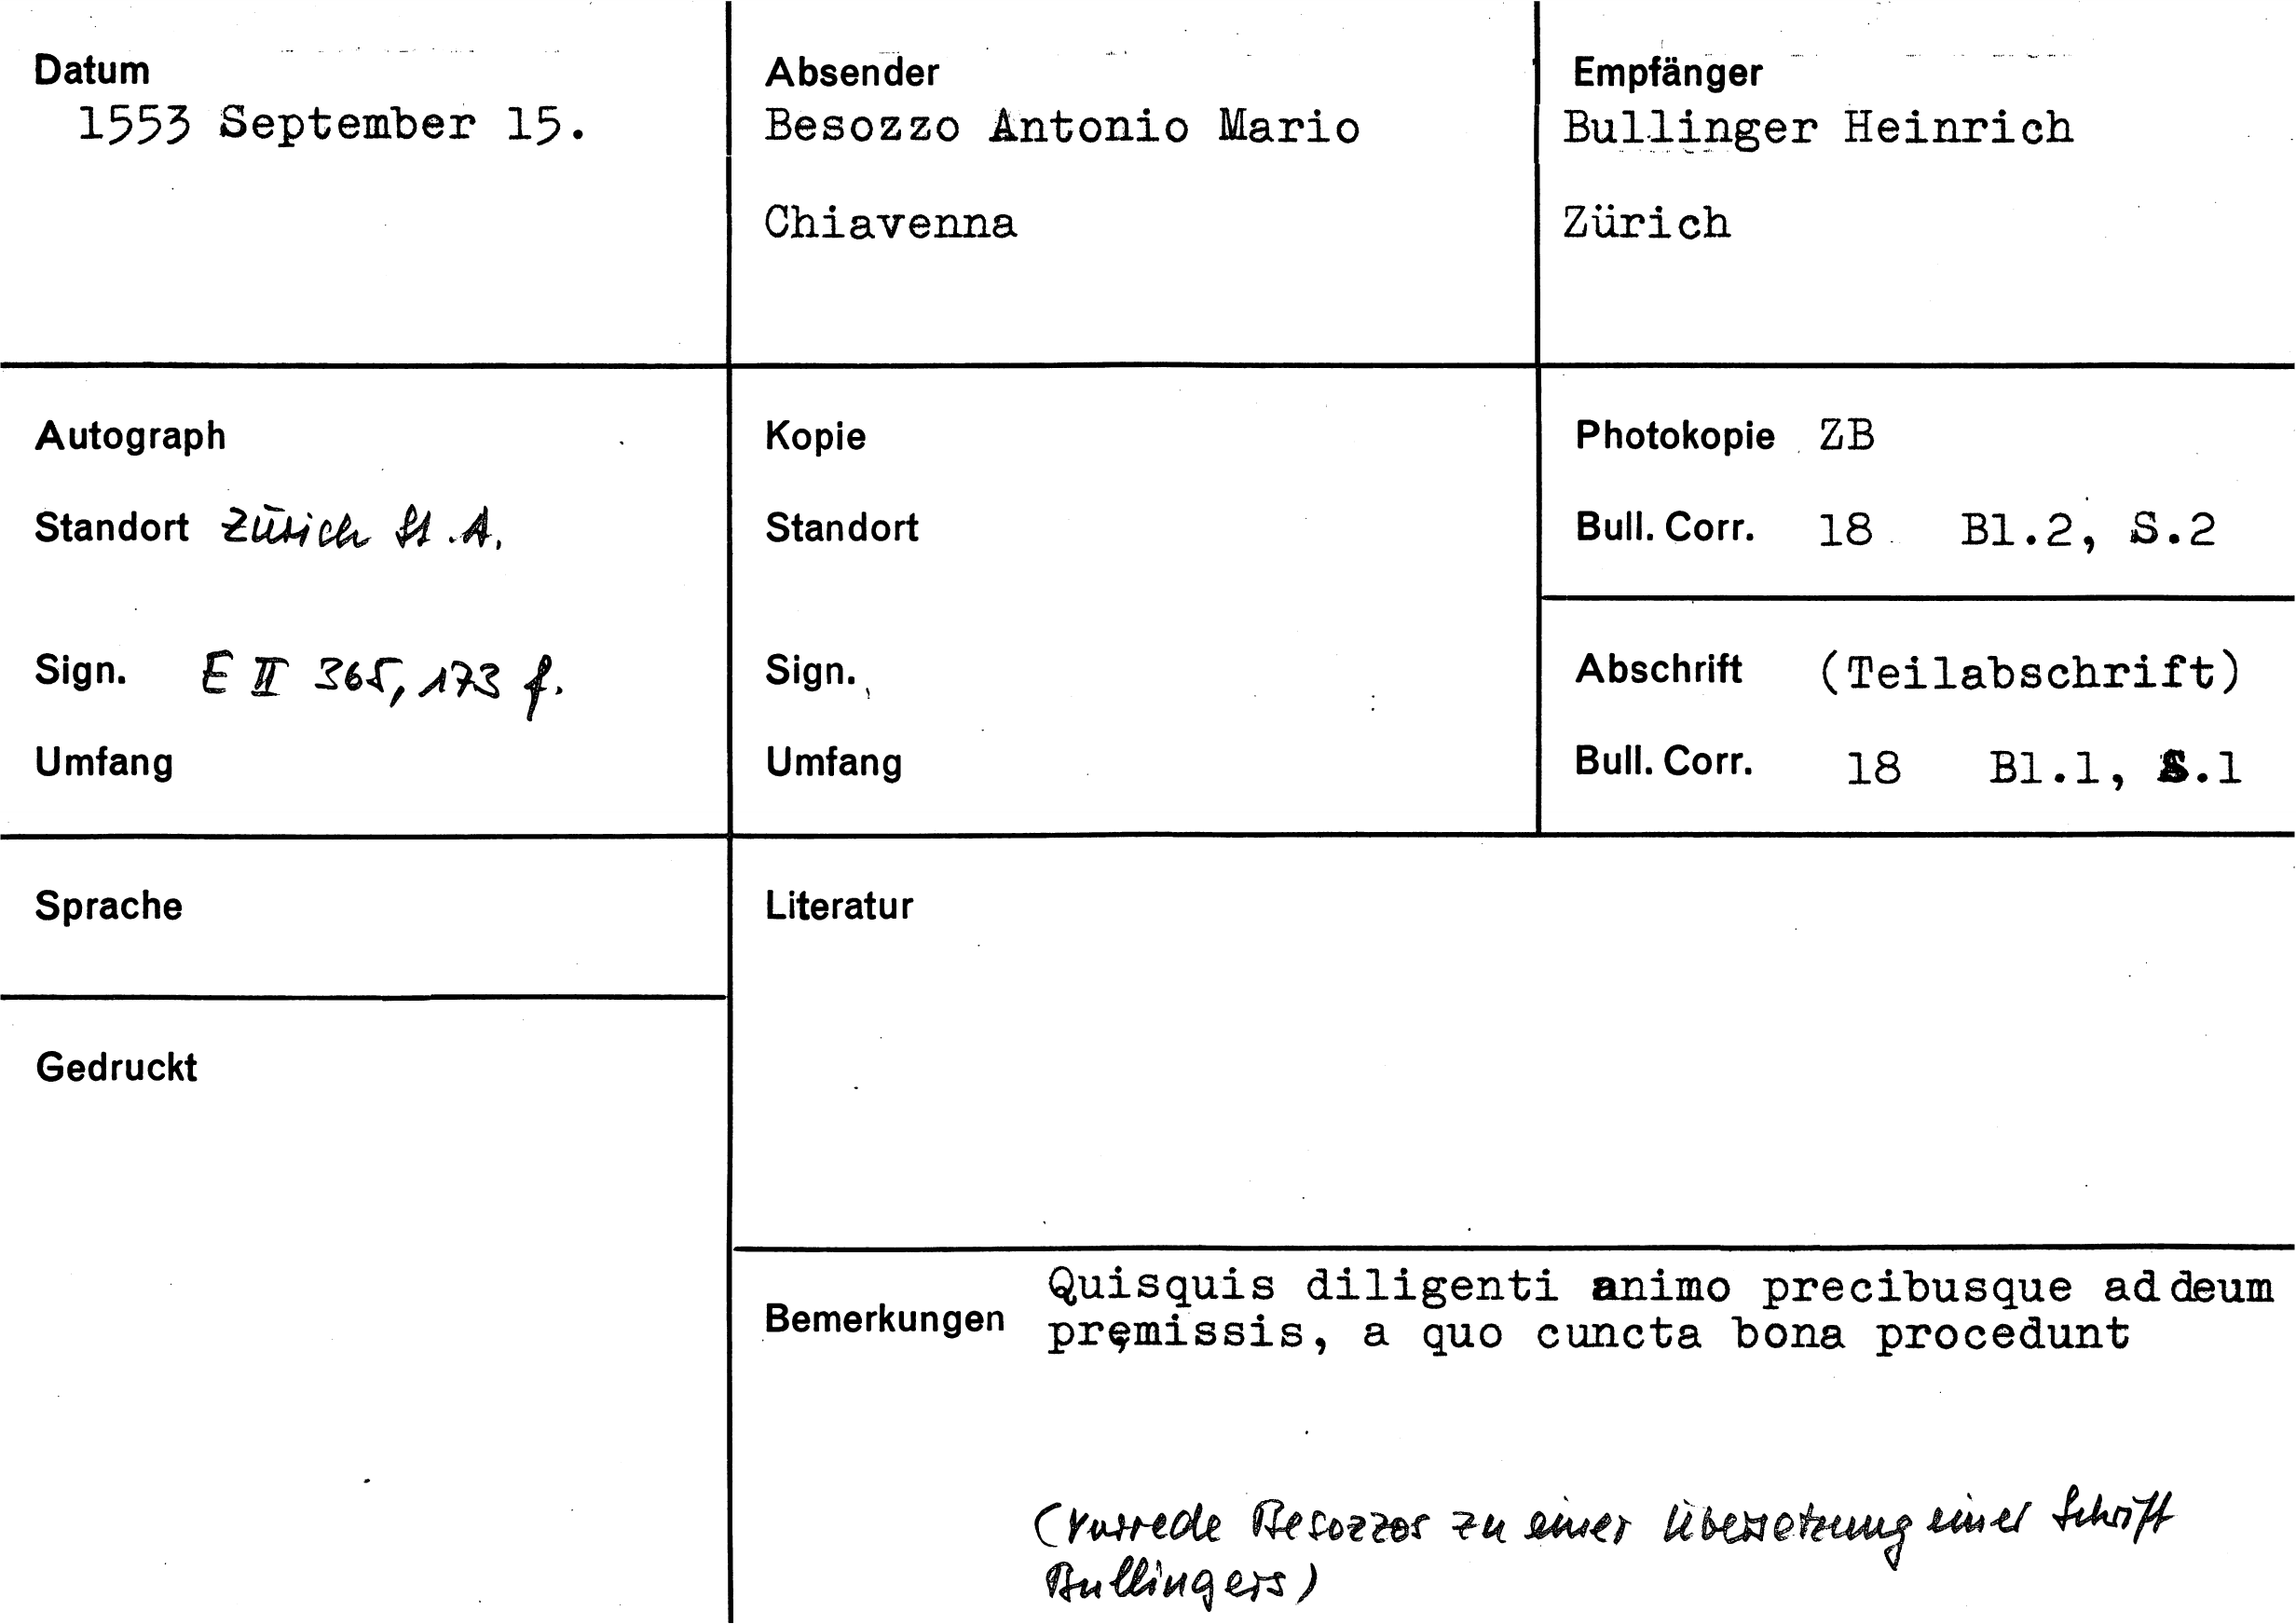 Datum
1553 September 15.
Absender
Besozzo Antonio Mario
Chiavenna
Empfänger
Bullinger Heinrich
Zürich
Autograph
Standort Zürich St.A.
Sign. E II 365, 173 f.
Umfang
Kopie
Standort
Sign.
Umfang
Photokopie ZB
Bull. Corr. 18 Bl.2, S.2
Abschrift (Teilabschrift)
Bull. Corr. 18 Bl.1, S.1
Sprache
Gedruckt
Literatur
Bemerkungen
Quisquis diligenti animo precibusque ad deum
pręmissis, a quo cuncta bona procedunt
(Vorrede Besozzos zu einer Übersetzung einer Schrift
Bullingers)